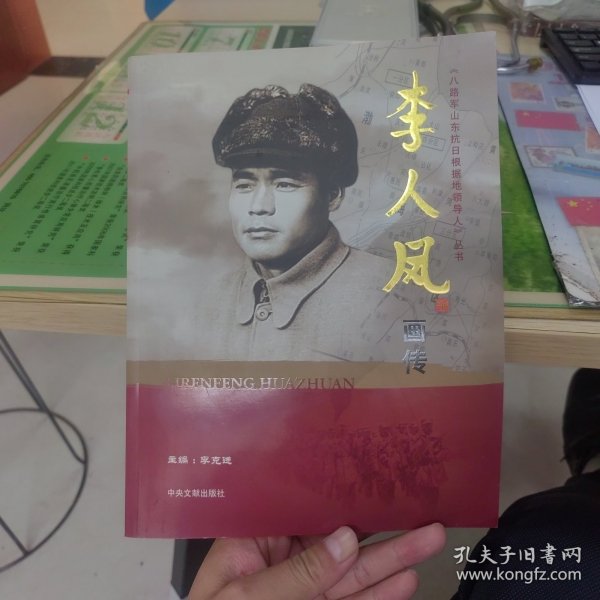 《八路军山东抗日根据地领导人》丛书
李人凤
画传
LIRENFENG HUAZHUAN
主编：李克进
中央文献出版社
孔夫子旧书网
www.kongfz.com